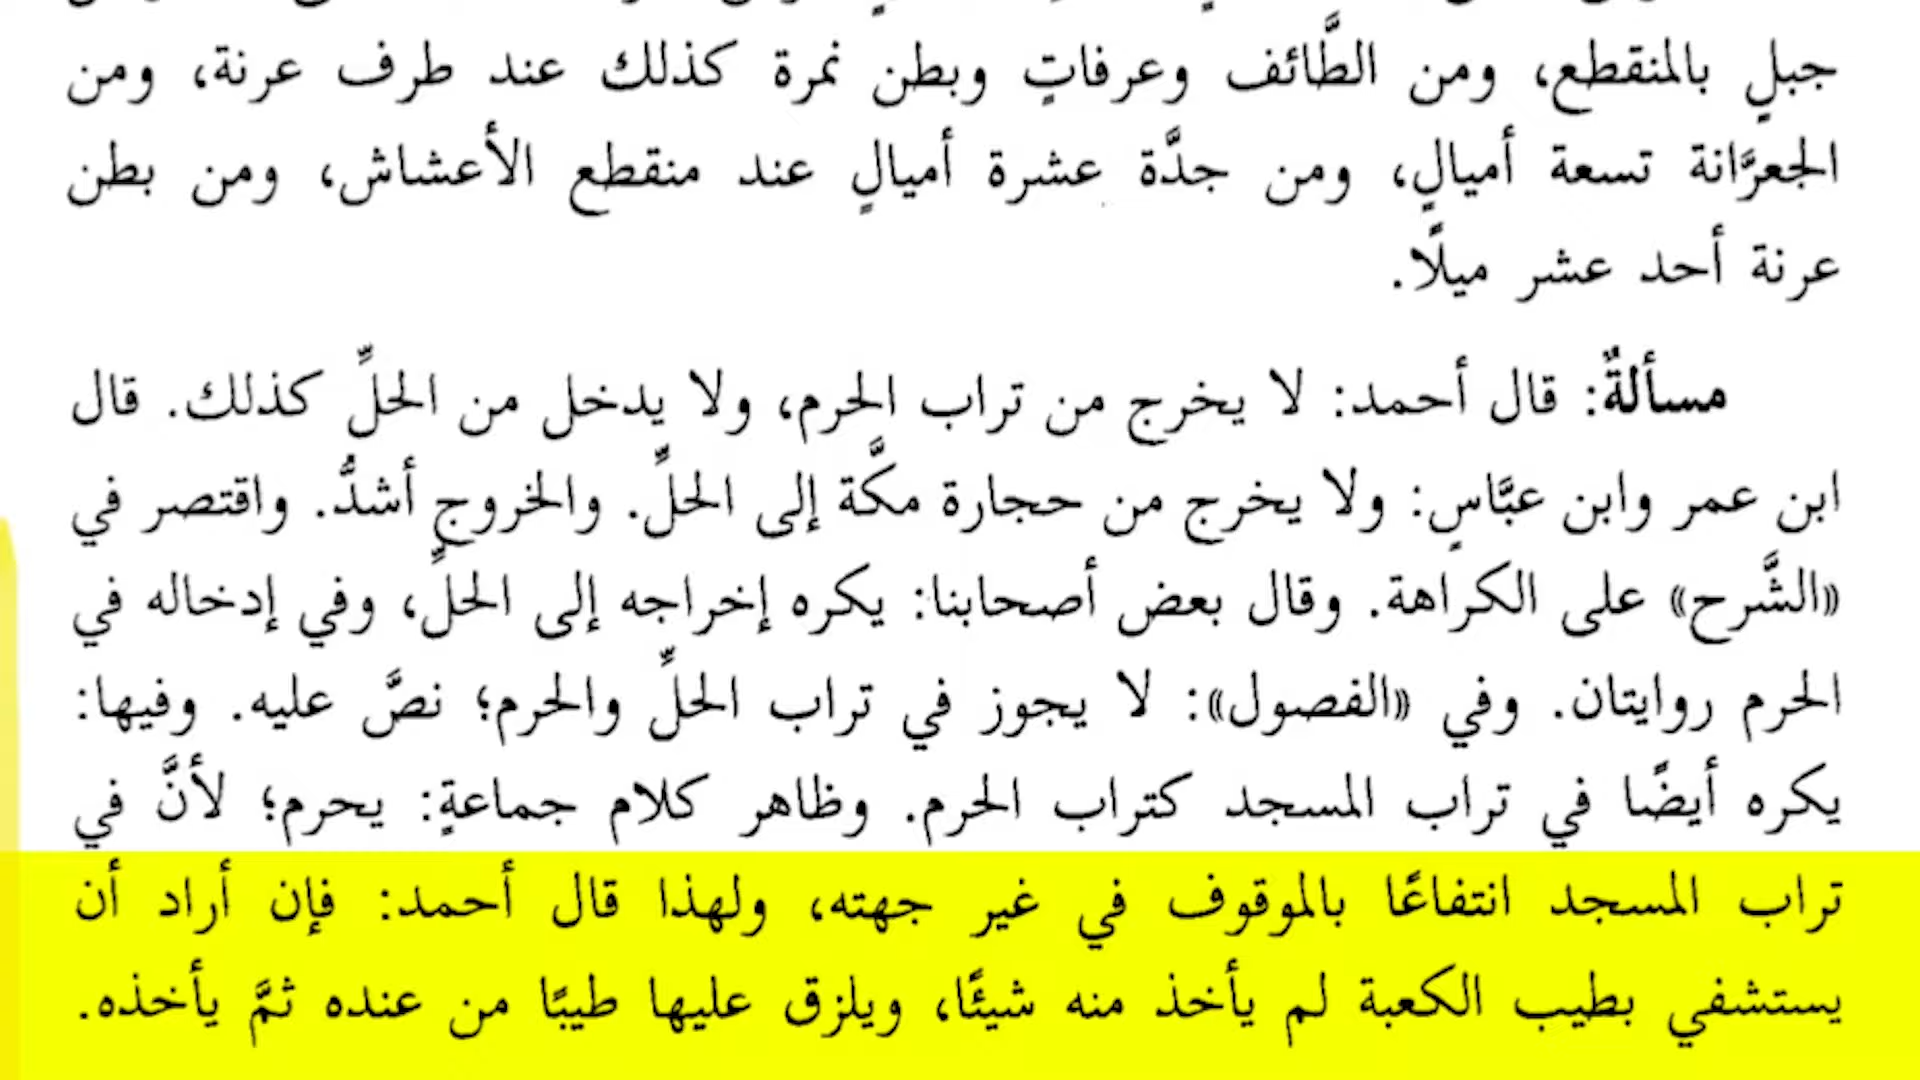 جبلٍ بالمنقطع، ومن الطَّائف وعرفاتٍ وبطن نمرة كذلك عند طرف عرنة، ومن
الجعرَّانة تسعة أميالٍ، ومن جدَّة عشرة أميالٍ عند منقطع الأعشاش، ومن بطن
عرنة أحد عشر ميلًا.
مسألةٌ: قال أحمد: لا يخرج من تراب الحرم، ولا يدخل من الحلِّ كذلك. قال
ابن عمر وابن عبَّاسٍ: ولا يخرج من حجارة مكَّة إلى الحلِّ. والخروج أشدُّ. واقتصر في
«الشَّرح» على الكراهة. وقال بعض أصحابنا: يكره إخراجه إلى الحلِّ، وفي إدخاله في
الحرم روايتان. وفي «الفصول»: لا يجوز في تراب الحلِّ والحرم؛ نصَّ عليه. وفيها:
يكره أيضًا في تراب المسجد كتراب الحرم. وظاهر كلام جماعةٍ: يحرم؛ لأنَّ في
تراب المسجد انتفاعًا بالموقوف في غير جهته، ولهذا قال أحمد: فإن أراد أن
يستشفي بطيب الكعبة لم يأخذ منه شيئًا، ويلزق عليها طيبًا من عنده ثمَّ يأخذه.